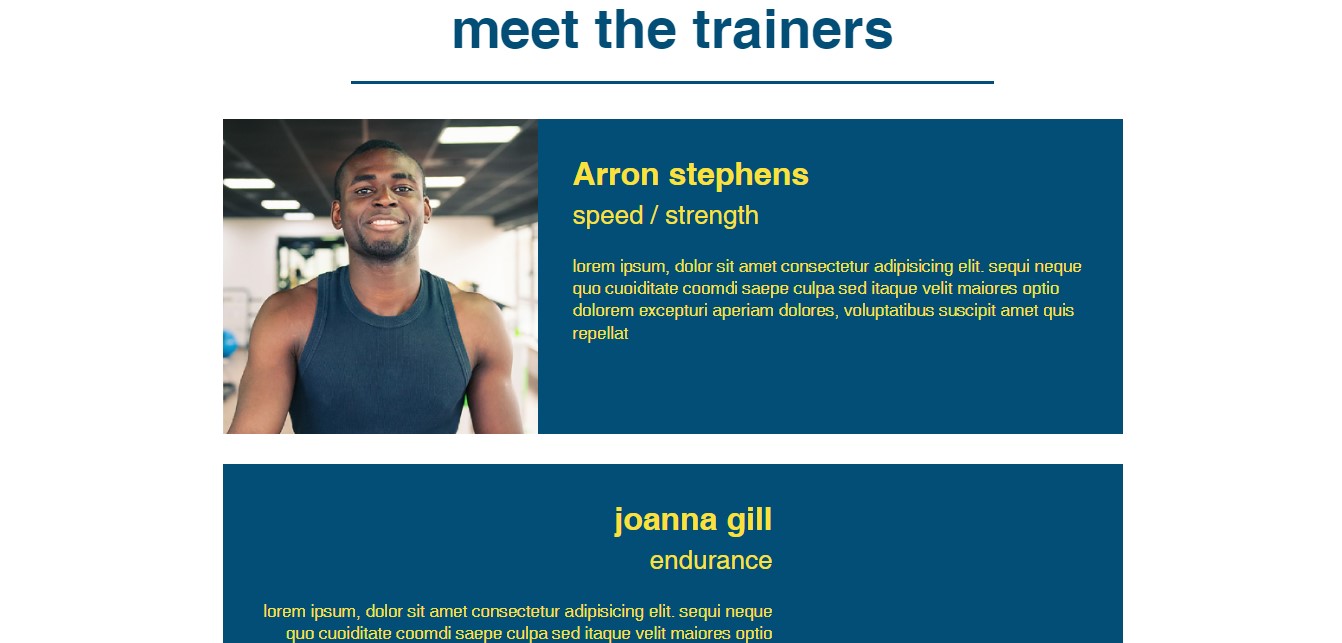 meet the trainers
Arron stephens
speed / strength
lorem ipsum, dolor sit amet consectetur adipisicing elit. sequi neque
quo cuoiditate coomdi saepe culpa sed itaque velit maiores optio
dolorem excepturi aperiam dolores, voluptatibus suscipit amet quis
repellat
joanna gill
endurance
lorem ipsum, dolor sit amet consectetur adipisicing elit. sequi neque
quo cuoiditate coomdi saepe culpa sed itaque velit maiores optio